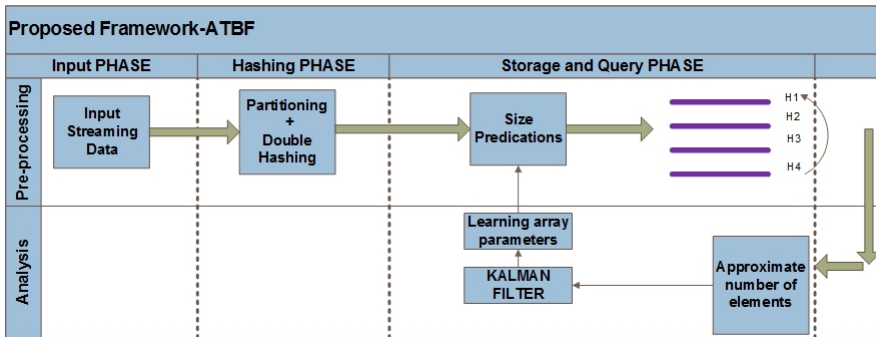 Proposed Framework-ATBF
Input PHASE
Hashing PHASE
Storage and Query PHASE
Pre-processing
Input
Streaming
Data
Partitioning
+
Double
Hashing
Size
Predications
H1
H2
H3
H4
Analysis
Learning array
parameters
KALMAN
FILTER
Approximate
number of
elements